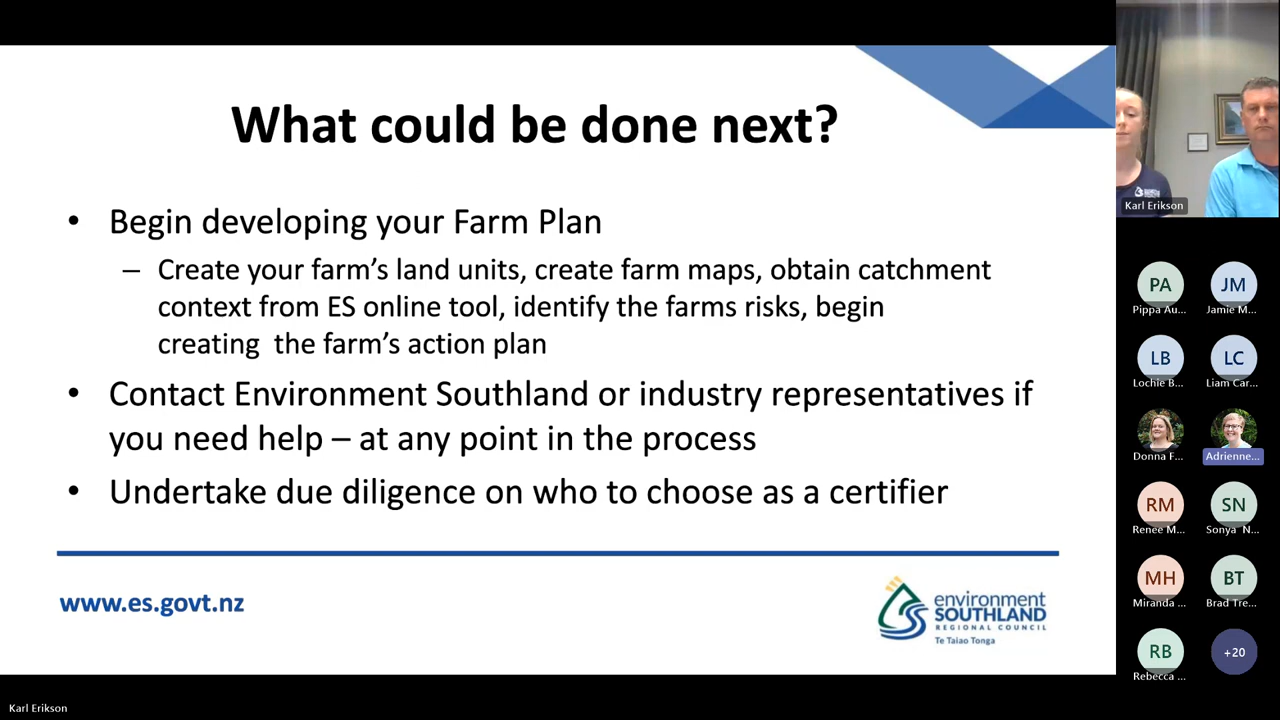 What could be done next?
• Begin developing your Farm Plan
– Create your farm's land units, create farm maps, obtain catchment
context from ES online tool, identify the farms risks, begin
creating  the farm's action plan
• Contact Environment Southland or industry representatives if
you need help – at any point in the process
• Undertake due diligence on who to choose as a certifier
www.es.govt.nz
environment
SOUTHLAND
REGIONAL COUNCIL
Te Taiao Tonga
Karl Erikson
PA
JM
Pippa Au...
Jamie M...
LB
LC
Lochie B...
Liam Car...
Donna F...
Adrienne...
RM
SN
Renee M...
Sonya N...
MH
BT
Miranda ...
Brad Tre...
RB
+20
Rebecca ...
Karl Erikson